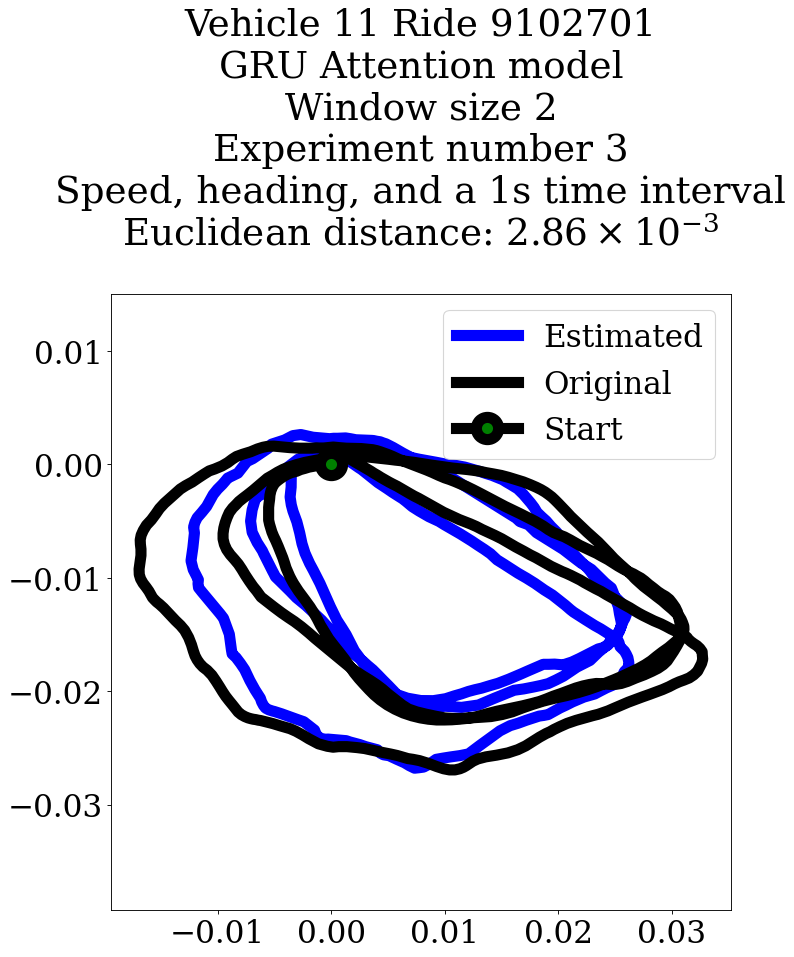 Vehicle 11 Ride 9102701
GRU Attention model
Window size 2
Experiment number 3
Speed, heading, and a 1s time interval
Euclidean distance: 2.86 × 10⁻³
Estimated
Original
Start
0.01
0.00
−0.01
−0.02
−0.03
−0.01 0.00 0.01 0.02 0.03